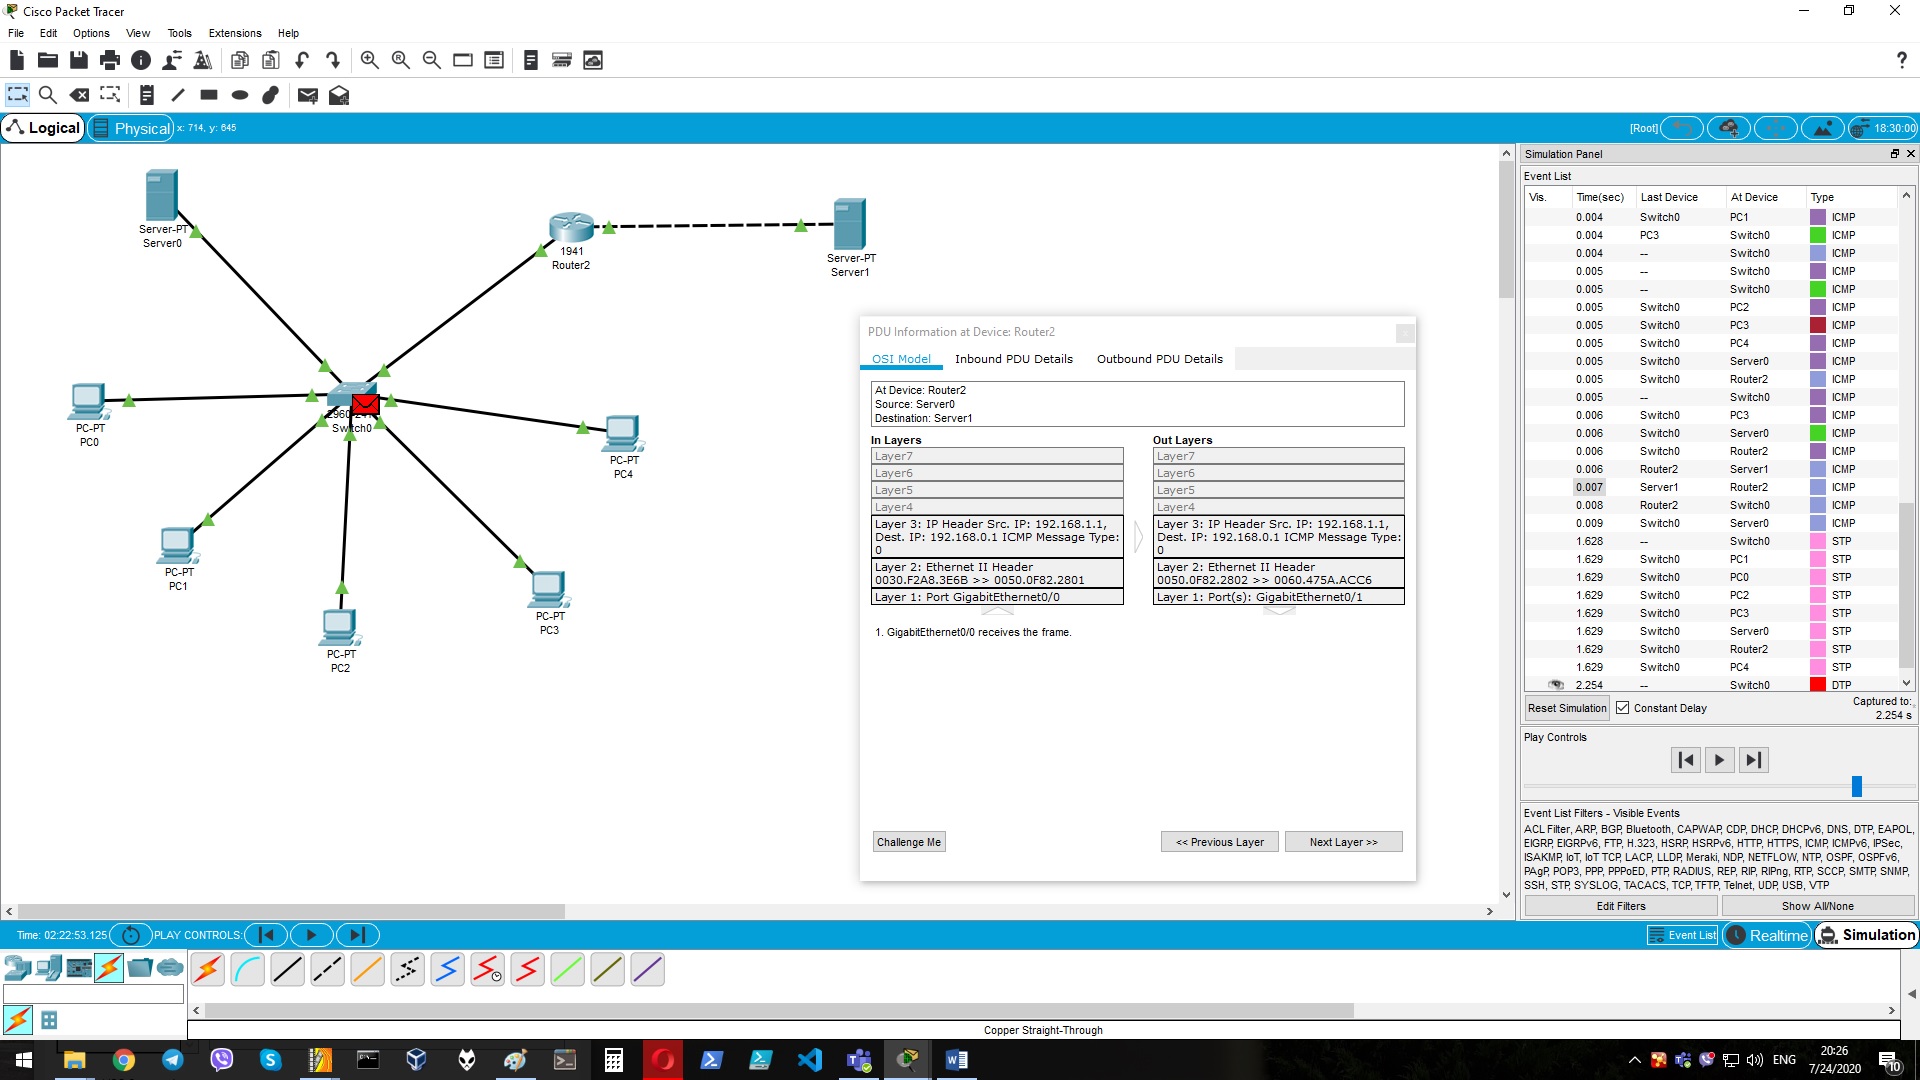 Cisco Packet Tracer
File Edit Options View Tools Extensions Help
Logical Physical x: 714, y: 645 [Root] 18:30:00
Server-PT
Server0
1941
Router2
Server-PT
Server1
PC-PT
PC0
Switch0
PC-PT
PC4
PC-PT
PC1
PC-PT
PC2
PC-PT
PC3
PDU Information at Device: Router2
OSI Model Inbound PDU Details Outbound PDU Details
At Device: Router2
Source: Server0
Destination: Server1
In Layers
Layer7
Layer6
Layer5
Layer4
Layer 3: IP Header Src. IP: 192.168.1.1,
Dest. IP: 192.168.0.1 ICMP Message Type:
0
Layer 2: Ethernet II Header
0030.F2A8.3E6B >> 0050.0F82.2801
Layer 1: Port GigabitEthernet0/0
Out Layers
Layer7
Layer6
Layer5
Layer4
Layer 3: IP Header Src. IP: 192.168.1.1,
Dest. IP: 192.168.0.1 ICMP Message Type:
0
Layer 2: Ethernet II Header
0050.0F82.2802 >> 0060.475A.ACC6
Layer 1: Port(s): GigabitEthernet0/1
1. GigabitEthernet0/0 receives the frame.
Challenge Me << Previous Layer Next Layer >>
Simulation Panel
Event List
Vis. Time(sec) Last Device At Device Type
0.004 Switch0 PC1 ICMP
0.004 PC3 Switch0 ICMP
0.004 -- Switch0 ICMP
0.005 -- Switch0 ICMP
0.005 -- Switch0 ICMP
0.005 Switch0 PC2 ICMP
0.005 Switch0 PC3 ICMP
0.005 Switch0 PC4 ICMP
0.005 Switch0 Server0 ICMP
0.005 Switch0 Router2 ICMP
0.005 -- Switch0 ICMP
0.006 Switch0 PC3 ICMP
0.006 Switch0 Server0 ICMP
0.006 Switch0 Router2 ICMP
0.006 Router2 Server1 ICMP
0.007 Server1 Router2 ICMP
0.008 Router2 Switch0 ICMP
0.009 Switch0 Server0 ICMP
1.628 -- Switch0 STP
1.629 Switch0 PC1 STP
1.629 Switch0 PC0 STP
1.629 Switch0 PC2 STP
1.629 Switch0 PC3 STP
1.629 Switch0 Server0 STP
1.629 Switch0 Router2 STP
1.629 Switch0 PC4 STP
2.254 -- Switch0 DTP
Reset Simulation Constant Delay Captured to:
2.254 s
Play Controls
Event List Filters - Visible Events
ACL Filter, ARP, BGP, Bluetooth, CAPWAP, CDP, DHCP, DHCPv6, DNS, DTP, EAPOL,
EIGRP, EIGRPv6, FTP, H.323, HSRP, HSRPv6, HTTP, HTTPS, ICMP, ICMPv6, IPSec,
ISAKMP, IoT, IoT TCP, LACP, LLDP, Meraki, NDP, NETFLOW, NTP, OSPF, OSPFv6,
PAgP, POP3, PPP, PPPoED, PTP, RADIUS, REP, RIP, RIPng, RTP, SCCP, SMTP, SNMP,
SSH, STP, SYSLOG, TACACS, TCP, TFTP, Telnet, UDP, USB, VTP
Edit Filters Show All/None
Time: 02:22:53.125 PLAY CONTROLS: Event List Realtime Simulation
Copper Straight-Through
ENG 20:26
7/24/2020 10